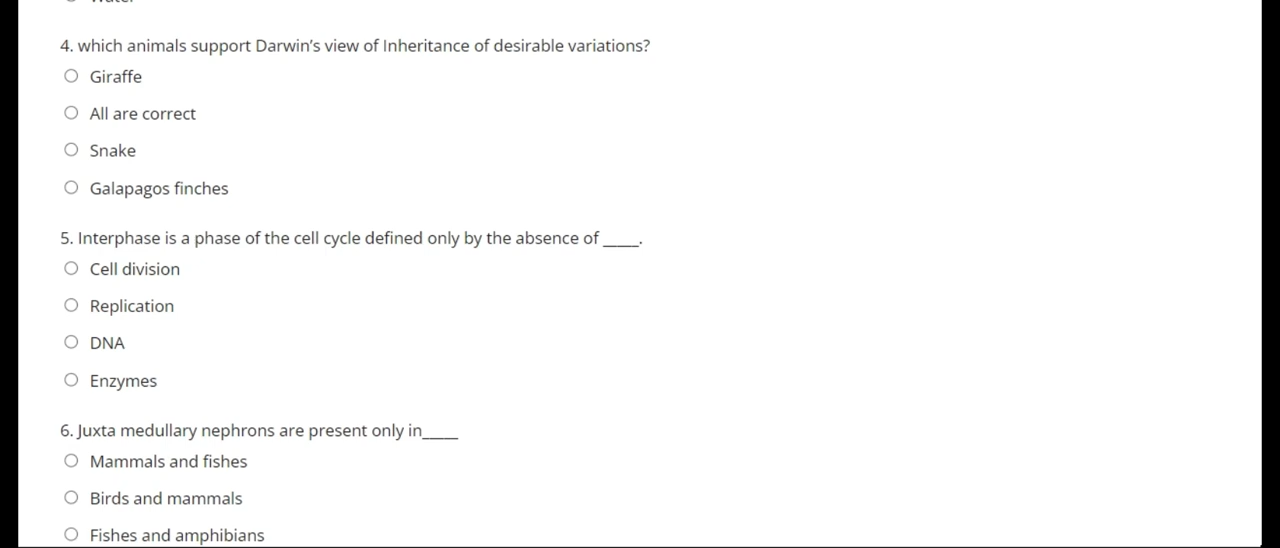 4. which animals support Darwin's view of Inheritance of desirable variations?
Giraffe
All are correct
Snake
Galapagos finches
5. Interphase is a phase of the cell cycle defined only by the absence of _____.
Cell division
Replication
DNA
Enzymes
6. Juxta medullary nephrons are present only in_____
Mammals and fishes
Birds and mammals
Fishes and amphibians